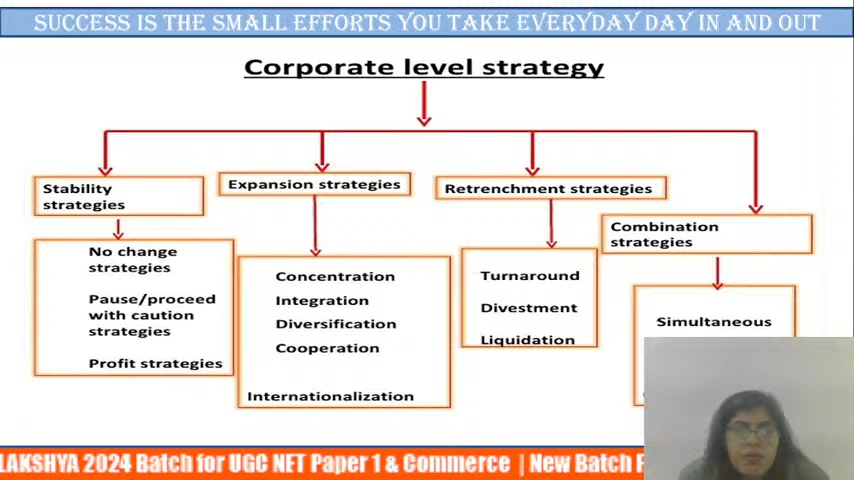 SUCCESS IS THE SMALL EFFORTS YOU TAKE EVERYDAY DAY IN AND OUT
Corporate level strategy
Stability
strategies
Expansion strategies
Retrenchment strategies
Combination
strategies
No change
strategies
Pause/proceed
with caution
strategies
Profit strategies
Concentration
Integration
Diversification
Cooperation
Internationalization
Turnaround
Divestment
Liquidation
Simultaneous
LAKSHYA 2024 Batch for UGC NET Paper 1 & Commerce | New Batch